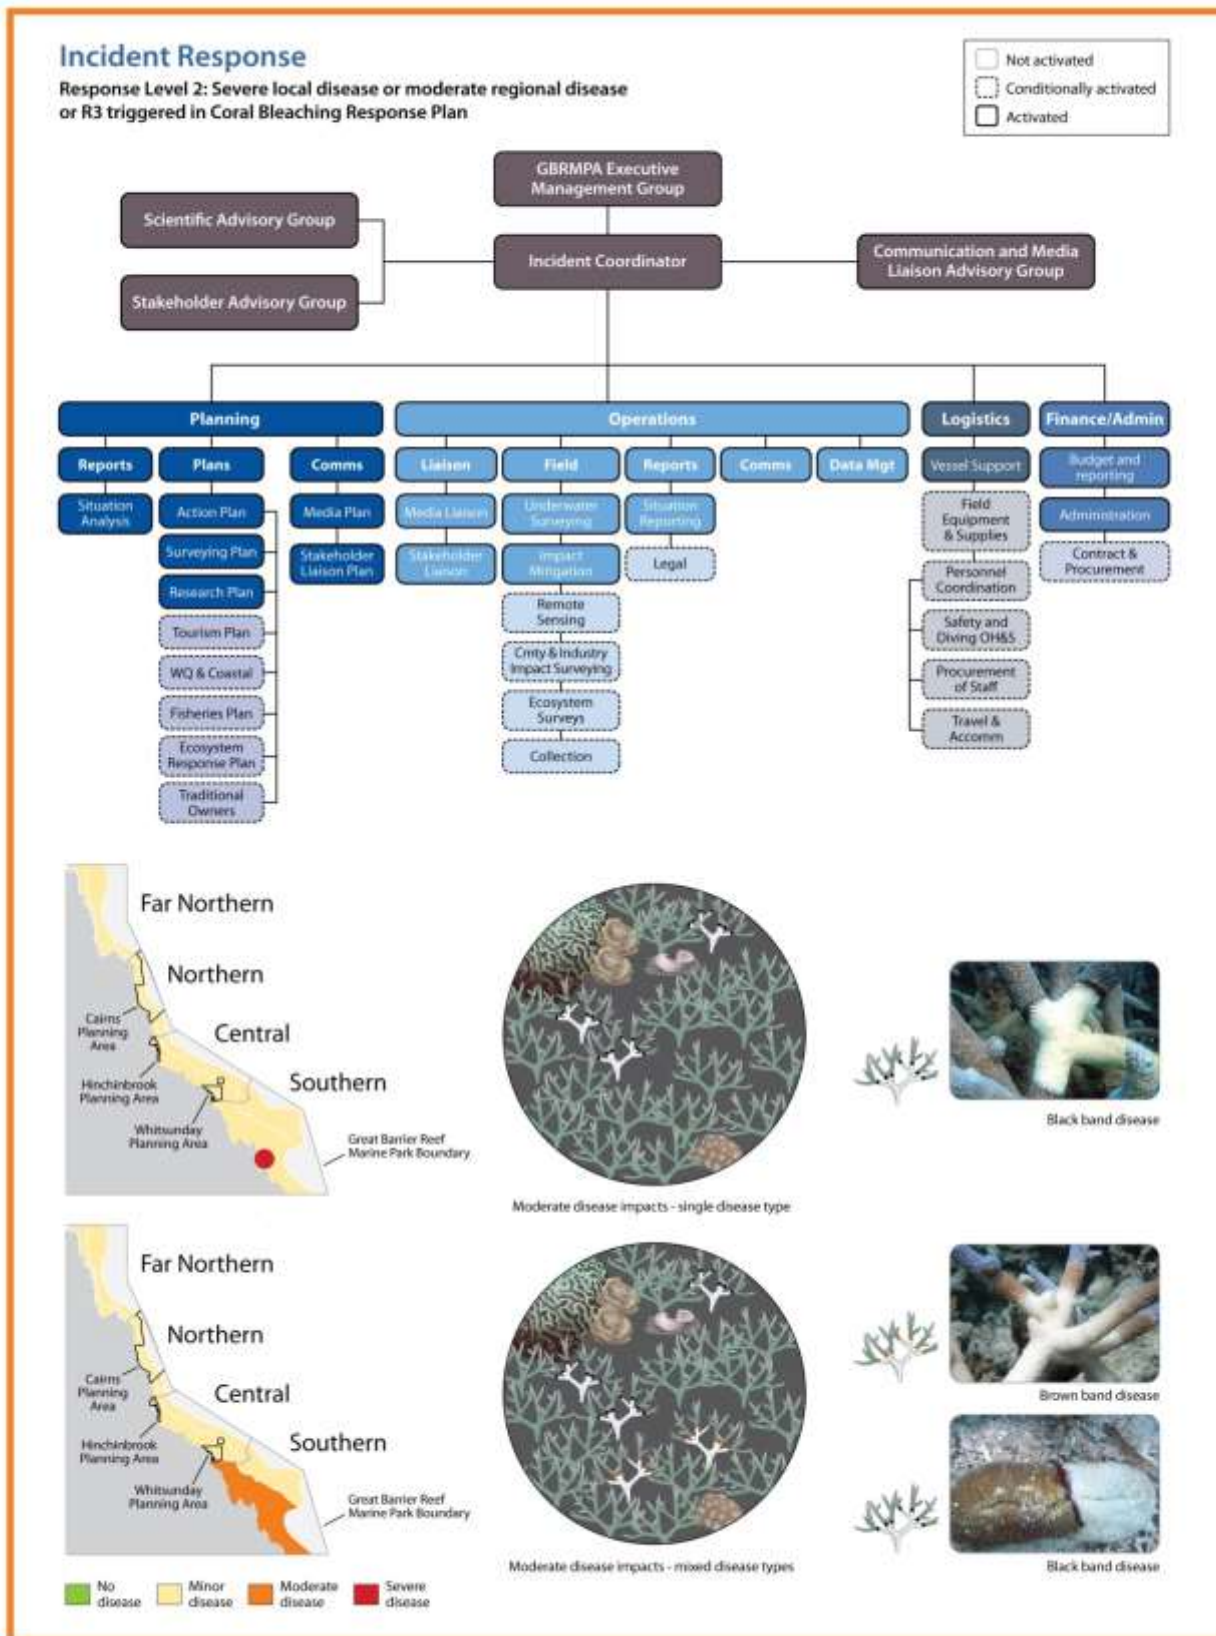 Incident Response
Response Level 2: Severe local disease or moderate regional disease
or R3 triggered in Coral Bleaching Response Plan
Not activated
Conditionally activated
Activated
GBRMPA Executive
Management Group
Scientific Advisory Group
Incident Coordinator
Communication and Media
Liaison Advisory Group
Stakeholder Advisory Group
Planning
Operations
Logistics
Finance/Admin
Reports
Plans
Comms
Liaison
Field
Reports
Comms
Data Mgt
Vessel Support
Budget and
reporting
Situation
Analysis
Action Plan
Surveying Plan
Research Plan
Tourism Plan
WQ & Coastal
Fisheries Plan
Ecosystem
Response Plan
Traditional
Owners
Media Plan
Stakeholder
Liaison Plan
Media Liaison
Stakeholder
Liaison
Underwater
Surveying
Impact
Mitigation
Remote
Sensing
Cmty & Industry
Impact Surveying
Ecosystem
Surveys
Collection
Situation
Reporting
Legal
Field
Equipment
& Supplies
Personnel
Coordination
Safety and
Diving OH&S
Procurement
of Staff
Travel &
Accomm
Administration
Contract &
Procurement
Far Northern
Northern
Cairns
Planning
Area
Central
Hinchinbrook
Planning Area
Southern
Whitsunday
Planning Area
Great Barrier Reef
Marine Park Boundary
Moderate disease impacts - single disease type
Black band disease
Far Northern
Northern
Cairns
Planning
Area
Central
Hinchinbrook
Planning Area
Southern
Whitsunday
Planning Area
Great Barrier Reef
Marine Park Boundary
Moderate disease impacts - mixed disease types
Brown band disease
Black band disease
No
disease
Minor
disease
Moderate
disease
Severe
disease